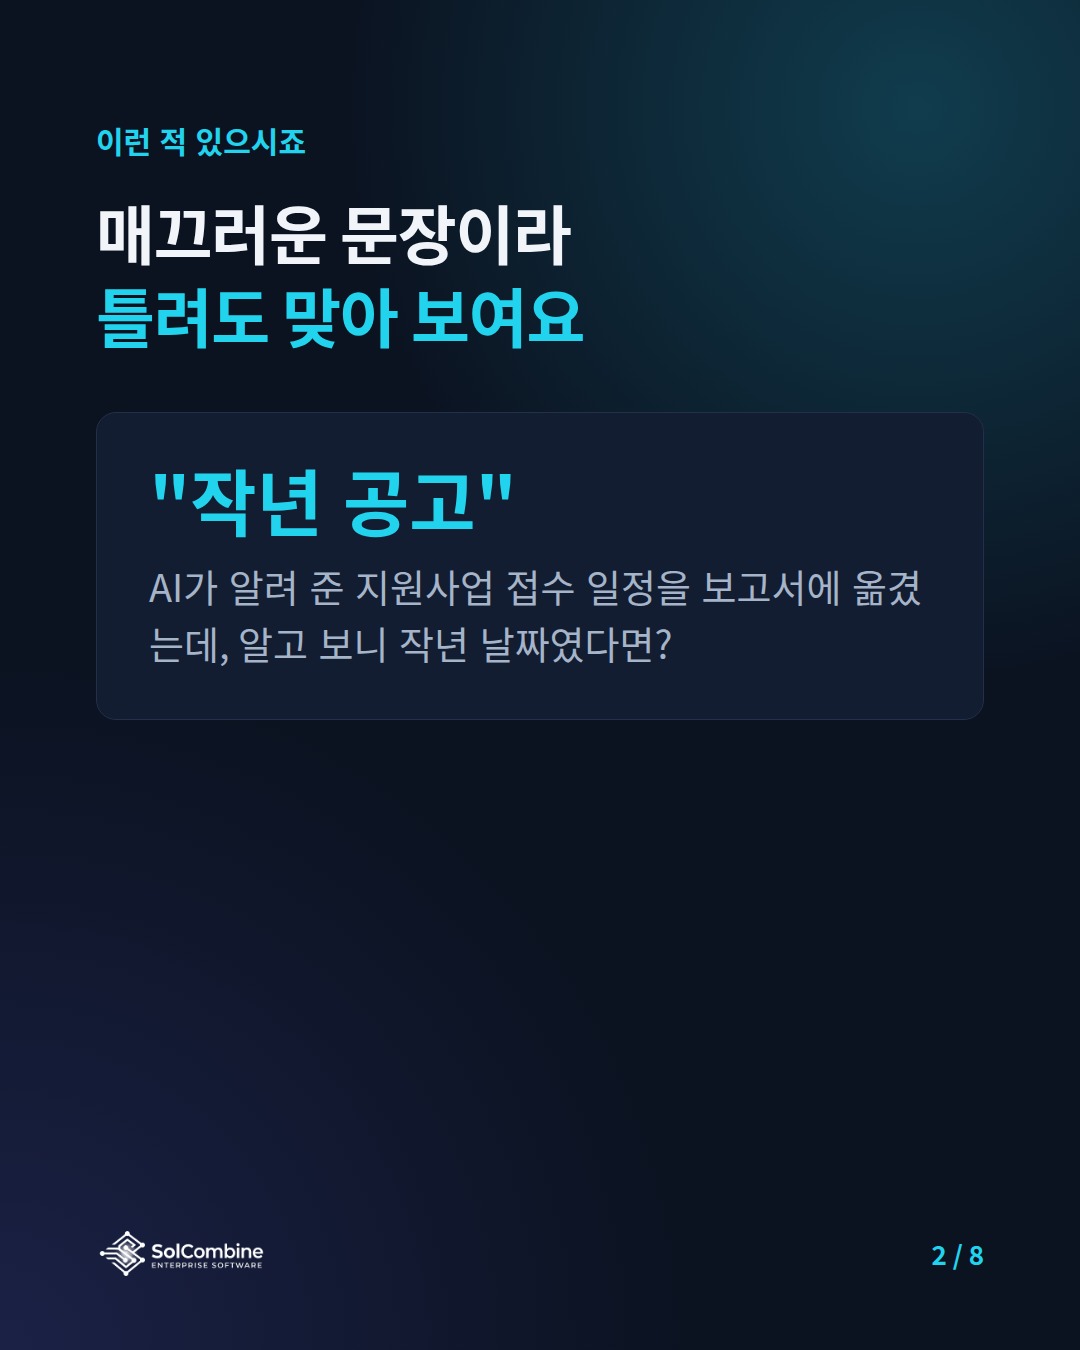 이런 적 있으시죠
매끄러운 문장이라
틀려도 맞아 보여요
"작년 공고"
AI가 알려 준 지원사업 접수 일정을 보고서에 옮겼
는데, 알고 보니 작년 날짜였다면?
SolCombine
ENTERPRISE SOFTWARE
2 / 8